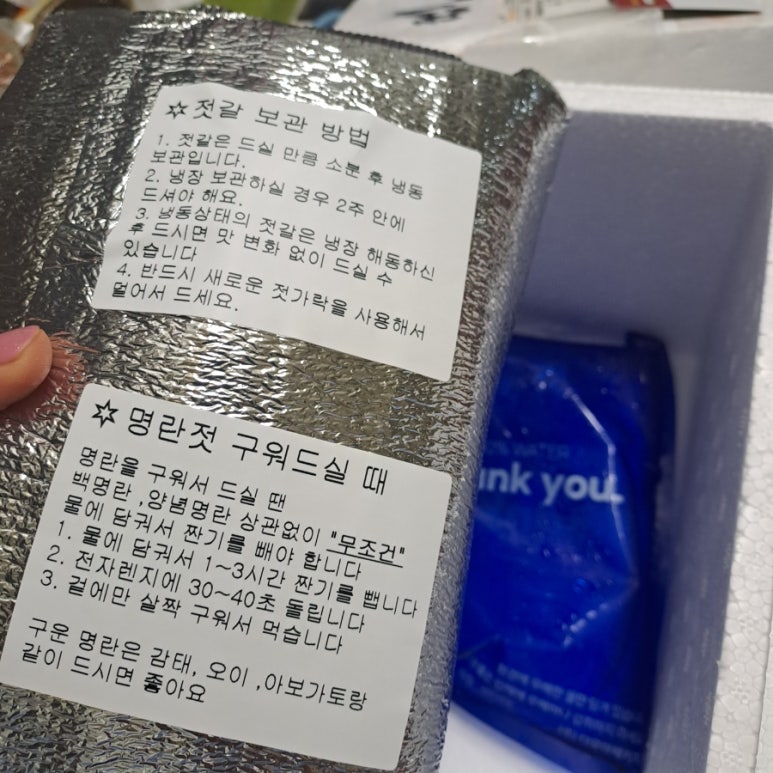 ☆젓갈 보관 방법
1. 젓갈은 드실 만큼 소분 후 냉동
보관입니다.
2. 냉장 보관하실 경우 2주 안에
드셔야 해요.
3. 냉동상태의 젓갈은 냉장 해동하신
후 드시면 맛 변화 없이 드실 수
있습니다
4. 반드시 새로운 젓가락을 사용해서
덜어서 드세요.
☆명란젓 구워드실 때
명란을 구워서 드실 땐
백명란 ,양념명란 상관없이 "무조건"
물에 담궈서 짠기를 빼야 합니다
1. 물에 담궈서 1~3시간 짠기를 뺍니다
2. 전자렌지에 30~40초 돌립니다
3. 겉에만 살짝 구워서 먹습니다
구운 명란은 감태, 오이 ,아보가토랑
같이 드시면 좋아요
% WATER
nk you.